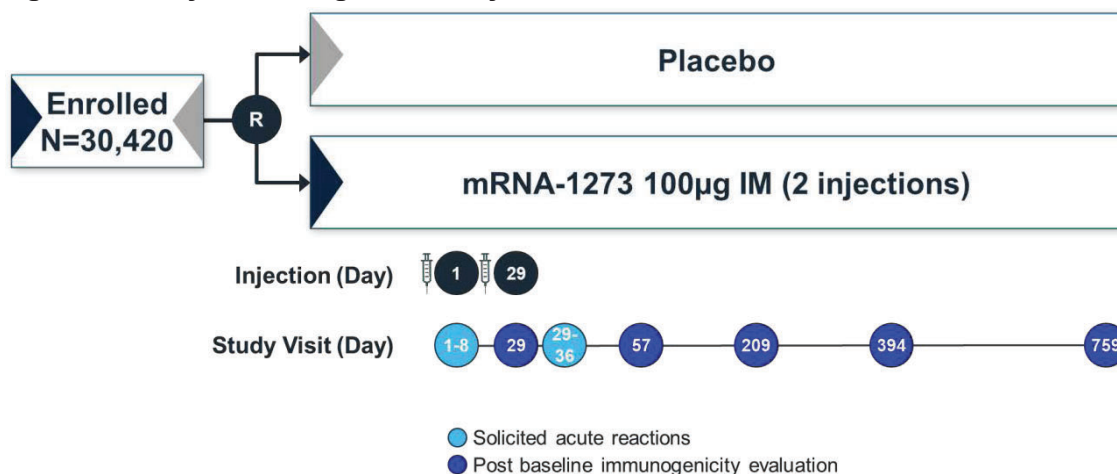 Placebo
Enrolled
N=30,420
R
mRNA-1273 100µg IM (2 injections)
Injection (Day) 1 29
Study Visit (Day) 1-8 29 29-36 57 209 394 759
Solicited acute reactions
Post baseline immunogenicity evaluation